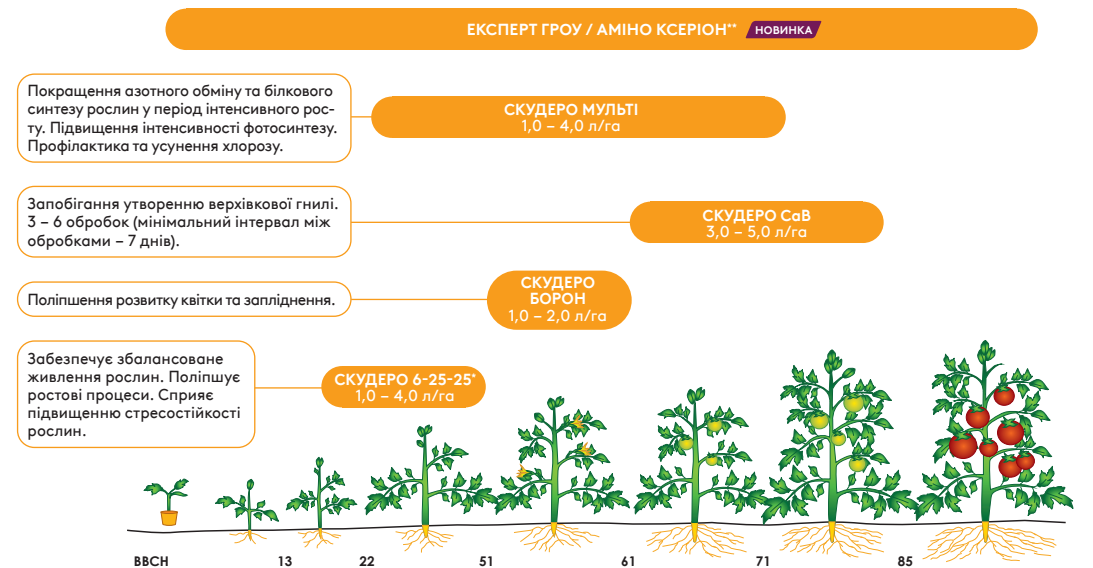 ЕКСПЕРТ ГРОУ / АМІНО КСЕРІОН** НОВИНКА
Покращення азотного обміну та білкового
синтезу рослин у період інтенсивного рос-
ту. Підвищення інтенсивності фотосинтезу.
Профілактика та усунення хлорозу.
СКУДЕРО МУЛЬТІ
1,0 – 4,0 л/га
Запобігання утворенню верхівкової гнилі.
3 – 6 обробок (мінімальний інтервал між
обробками – 7 днів).
СКУДЕРО СаВ
3,0 – 5,0 л/га
Поліпшення розвитку квітки та запліднення.
СКУДЕРО
БОРОН
1,0 – 2,0 л/га
Забезпечує збалансоване
живлення рослин. Поліпшує
ростові процеси. Сприяє
підвищенню стресостійкості
рослин.
СКУДЕРО 6-25-25*
1,0 – 4,0 л/га
ВВСН 13 22 51 61 71 85